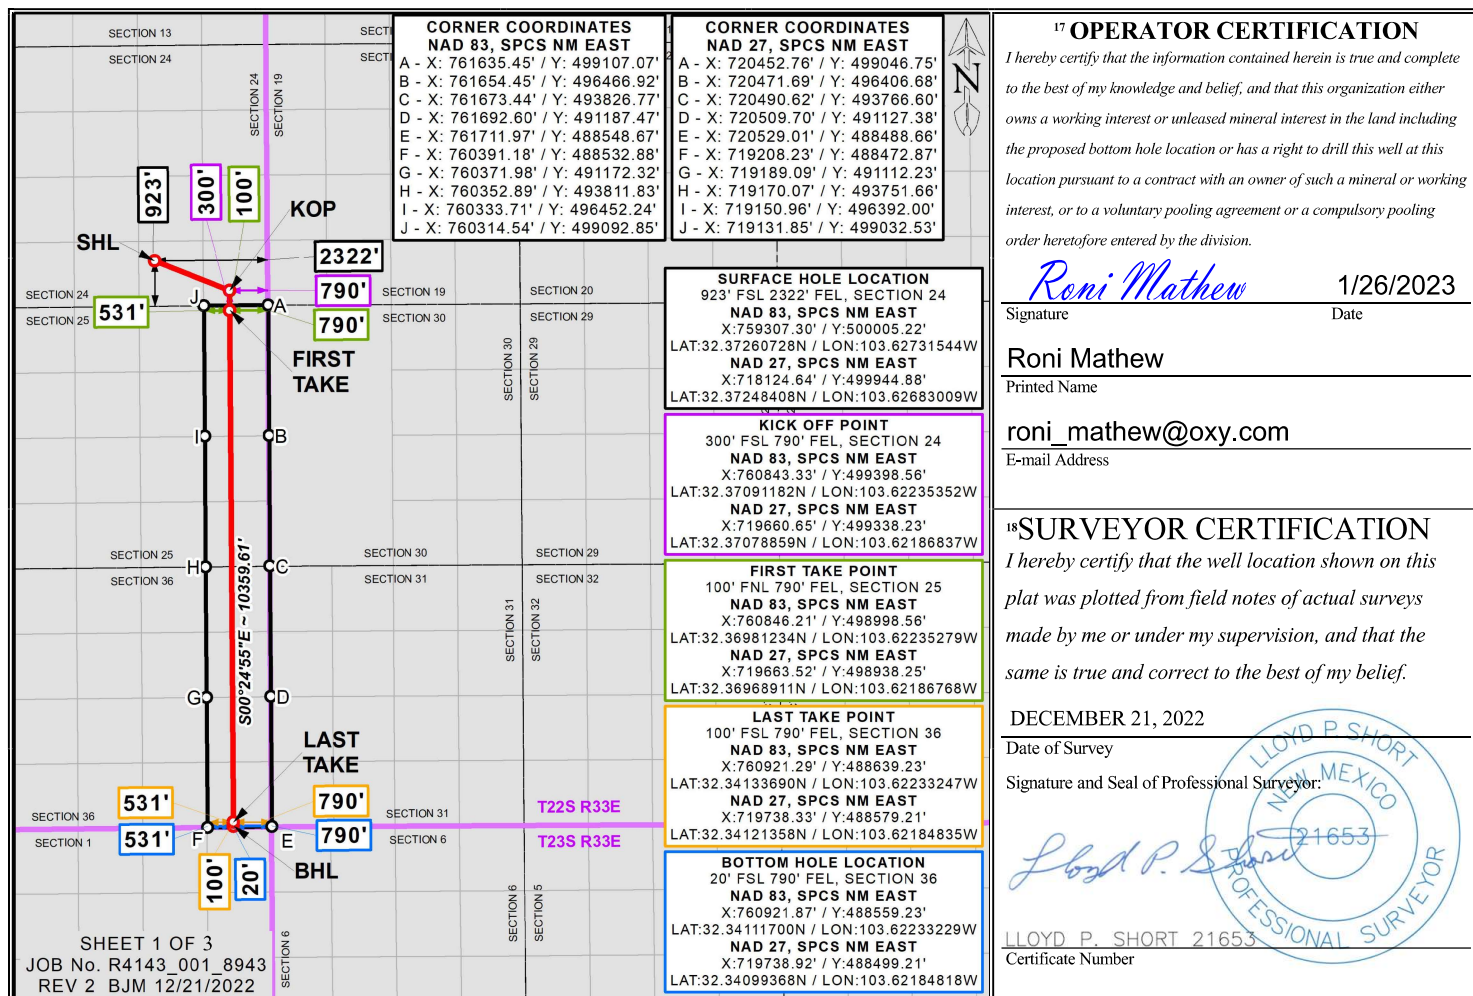 SECTION 13
SECTION 24
SECTI
SECTION 24
SECTION 19
CORNER COORDINATES
NAD 83, SPCS NM EAST
A - X: 761635.45' / Y: 499107.07'
B - X: 761654.45' / Y: 496466.92'
C - X: 761673.44' / Y: 493826.77'
D - X: 761692.60' / Y: 491187.47'
E - X: 761711.97' / Y: 488548.67'
F - X: 760391.18' / Y: 488532.88'
G - X: 760371.98' / Y: 491172.32'
H - X: 760352.89' / Y: 493811.83'
I - X: 760333.71' / Y: 496452.24'
J - X: 760314.54' / Y: 499092.85'
CORNER COORDINATES
NAD 27, SPCS NM EAST
A - X: 720452.76' / Y: 499046.75'
B - X: 720471.69' / Y: 496406.68'
C - X: 720490.62' / Y: 493766.60'
D - X: 720509.70' / Y: 491127.38'
E - X: 720529.01' / Y: 488488.66'
F - X: 719208.23' / Y: 488472.87'
G - X: 719189.09' / Y: 491112.23'
H - X: 719170.07' / Y: 493751.66'
I - X: 719150.96' / Y: 496392.00'
J - X: 719131.85' / Y: 499032.53'
N
923'
300'
100'
KOP
SHL
2322'
790'
SECTION 24
SECTION 25
531'
J
A
790'
SECTION 19
SECTION 30
SECTION 20
SECTION 29
FIRST
TAKE
SECTION 30
SECTION 29
I
B
SECTION 25
SECTION 36
H
C
SECTION 30
SECTION 31
SECTION 29
SECTION 32
S00°24'55"E ~ 10359.61'
SECTION 31
SECTION 32
G
D
LAST
TAKE
531'
790'
SECTION 36
SECTION 1
531'
F
E
790'
SECTION 31
SECTION 6
T22S R33E
T23S R33E
100'
20'
BHL
SECTION 6
SECTION 6
SECTION 5
SHEET 1 OF 3
JOB No. R4143_001_8943
REV 2 BJM 12/21/2022
SURFACE HOLE LOCATION
923' FSL 2322' FEL, SECTION 24
NAD 83, SPCS NM EAST
X:759307.30' / Y:500005.22'
LAT:32.37260728N / LON:103.62731544W
NAD 27, SPCS NM EAST
X:718124.64' / Y:499944.88'
LAT:32.37248408N / LON:103.62683009W
KICK OFF POINT
300' FSL 790' FEL, SECTION 24
NAD 83, SPCS NM EAST
X:760843.33' / Y:499398.56'
LAT:32.37091182N / LON:103.62235352W
NAD 27, SPCS NM EAST
X:719660.65' / Y:499338.23'
LAT:32.37078859N / LON:103.62186837W
FIRST TAKE POINT
100' FNL 790' FEL, SECTION 25
NAD 83, SPCS NM EAST
X:760846.21' / Y:498998.56'
LAT:32.36981234N / LON:103.62235279W
NAD 27, SPCS NM EAST
X:719663.52' / Y:498938.25'
LAT:32.36968911N / LON:103.62186768W
LAST TAKE POINT
100' FSL 790' FEL, SECTION 36
NAD 83, SPCS NM EAST
X:760921.29' / Y:488639.23'
LAT:32.34133690N / LON:103.62233247W
NAD 27, SPCS NM EAST
X:719738.33' / Y:488579.21'
LAT:32.34121358N / LON:103.62184835W
BOTTOM HOLE LOCATION
20' FSL 790' FEL, SECTION 36
NAD 83, SPCS NM EAST
X:760921.87' / Y:488559.23'
LAT:32.34111700N / LON:103.62233229W
NAD 27, SPCS NM EAST
X:719738.92' / Y:488499.21'
LAT:32.34099368N / LON:103.62184818W
17 OPERATOR CERTIFICATION
I hereby certify that the information contained herein is true and complete
to the best of my knowledge and belief, and that this organization either
owns a working interest or unleased mineral interest in the land including
the proposed bottom hole location or has a right to drill this well at this
location pursuant to a contract with an owner of such a mineral or working
interest, or to a voluntary pooling agreement or a compulsory pooling
order heretofore entered by the division.
Roni Mathew 1/26/2023
Signature Date
Roni Mathew
Printed Name
roni_mathew@oxy.com
E-mail Address
18 SURVEYOR CERTIFICATION
I hereby certify that the well location shown on this
plat was plotted from field notes of actual surveys
made by me or under my supervision, and that the
same is true and correct to the best of my belief.
DECEMBER 21, 2022
Date of Survey
Signature and Seal of Professional Surveyor:
Lloyd P. Short
LLOYD P. SHORT
NEW MEXICO
21653
PROFESSIONAL SURVEYOR
LLOYD P. SHORT 21653
Certificate Number